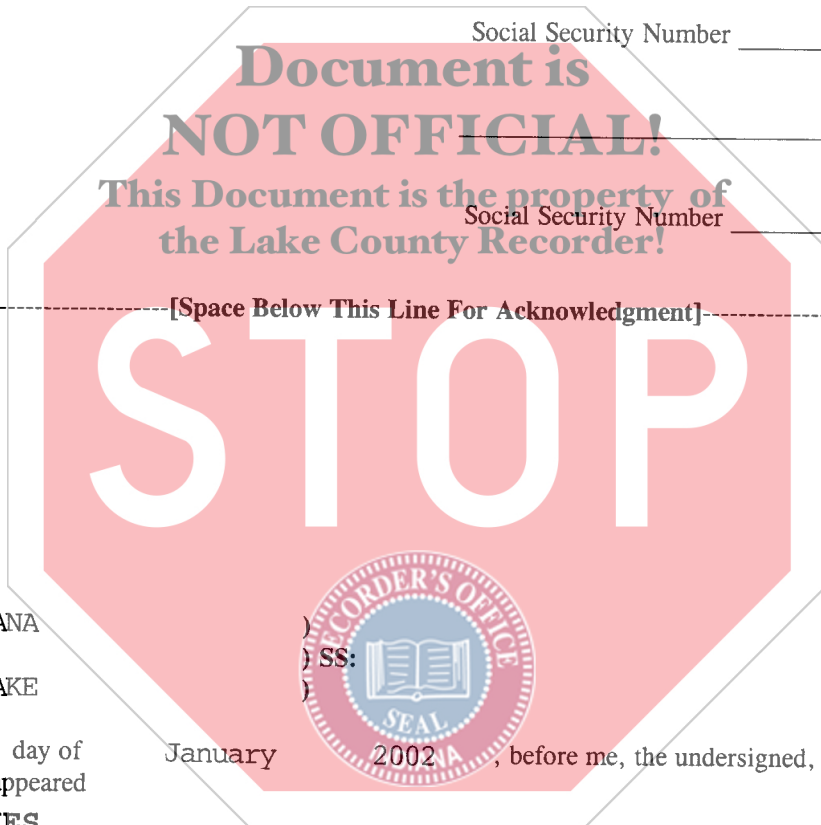 Social Security Number
Document is
NOT OFFICIAL!
This Document is the property of
Social Security Number
the Lake County Recorder!
[Space Below This Line For Acknowledgment]
STOP
RECORDER'S OFFICE
ANA )
) SS:
AKE )
SEAL
INDIANA
day of January 2002 , before me, the undersigned,
appeared